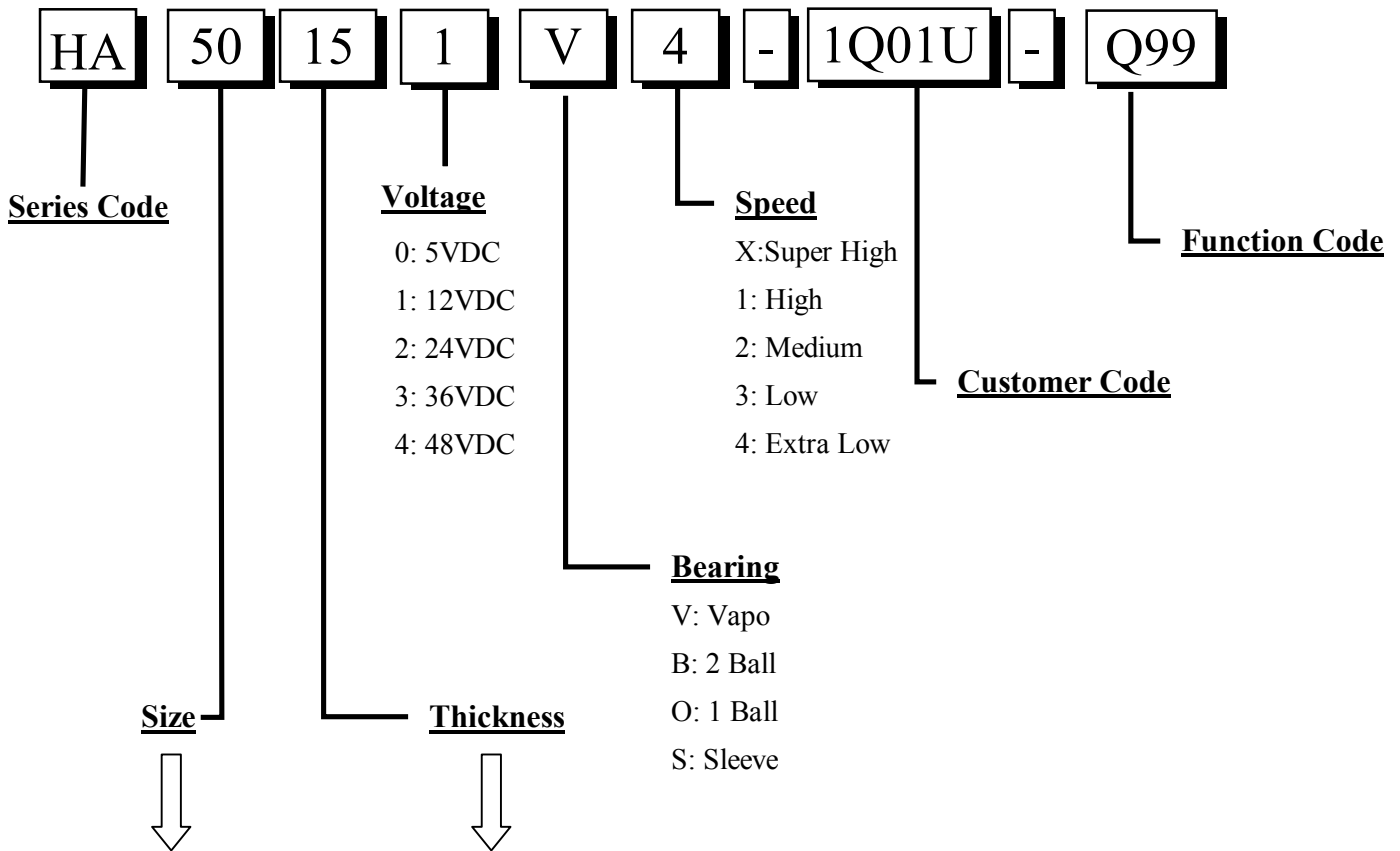 HA 50 15 1 V 4 - 1Q01U - Q99
Series Code
Voltage
0: 5VDC
1: 12VDC
2: 24VDC
3: 36VDC
4: 48VDC
Speed
X:Super High
1: High
2: Medium
3: Low
4: Extra Low
Function Code
Customer Code
Bearing
V: Vapo
B: 2 Ball
O: 1 Ball
S: Sleeve
Size
Thickness